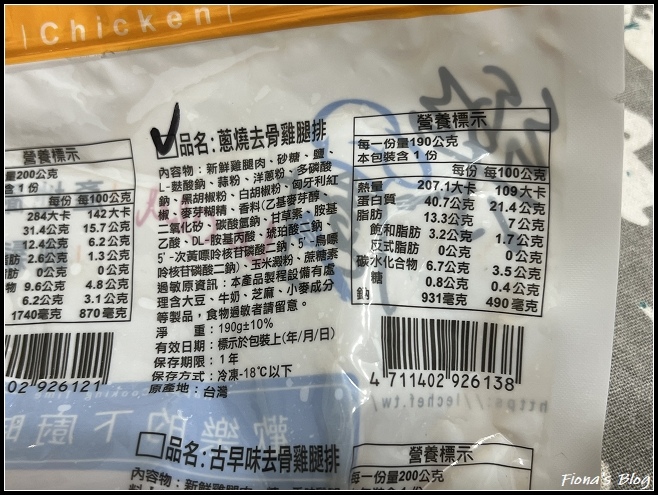 Chicken
營養標示
量200公克
含 1 份
每份 每100公克
284大卡 142大卡
31.4公克 15.7公克
12.4公克 6.2公克
肪 2.6公克 1.3公克
肪 0公克 0公克
物 9.6公克 4.8公克
6.2公克 3.1公克
1740毫克 870毫克
02 926121
品名:蔥燒去骨雞腿排
內容物:新鮮雞腿肉、砂糖、鹽、
L-麩酸鈉、蒜粉、洋蔥粉、多磷酸
鈉、黑胡椒粉、白胡椒粉、匈牙利紅
椒、麥芽糊精、香料(乙基麥芽醇、
二氧化矽)、碳酸氫鈉、甘草素、胺基
乙酸、DL-胺基丙酸、琥珀酸二鈉、
5'-次黃嘌呤核苷磷酸二鈉、5'-鳥嘌
呤核苷磷酸二鈉)、玉米澱粉、蔗糖素
過敏原資訊:本產品製程設備有處
理含大豆、牛奶、芝麻、小麥成分
等製品,食物過敏者請留意。
淨 重:190g±10%
有效日期:標示於包裝上(年/月/日)
保存期限:1 年
保存方式:冷凍-18℃以下
原產地:台灣
營養標示
每一份量190公克
本包裝含 1 份
每份 每100公克
熱量 207.1大卡 109大卡
蛋白質 40.7公克 21.4公克
脂肪 13.3公克 7公克
飽和脂肪 3.2公克 1.7公克
反式脂肪 0公克 0公克
碳水化合物 6.7公克 3.5公克
糖 0.8公克 0.4公克
鈉 931毫克 490毫克
4 711402 926138
https://lechef.tw/
歡樂的下廚時
品名:古早味去骨雞腿排
營養標示
每一份量200公克
Fiona's Blog